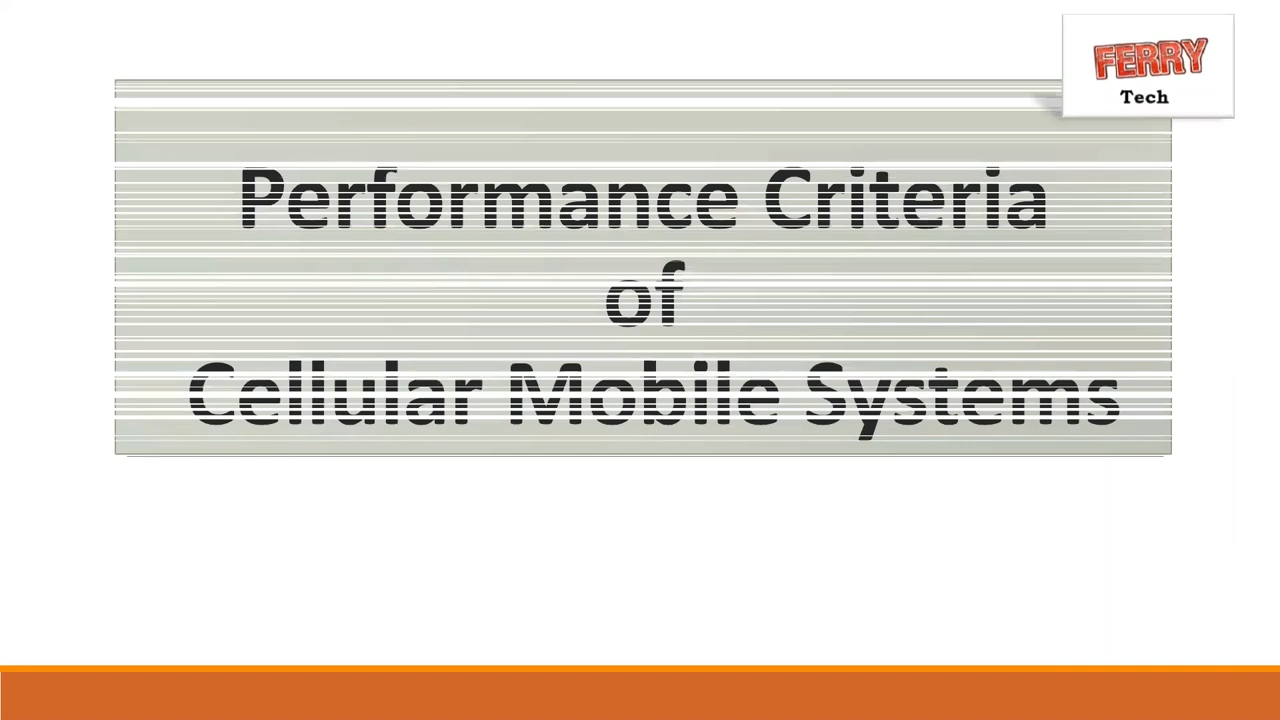 FERRY
Tech
Performance Criteria
of
Cellular Mobile Systems